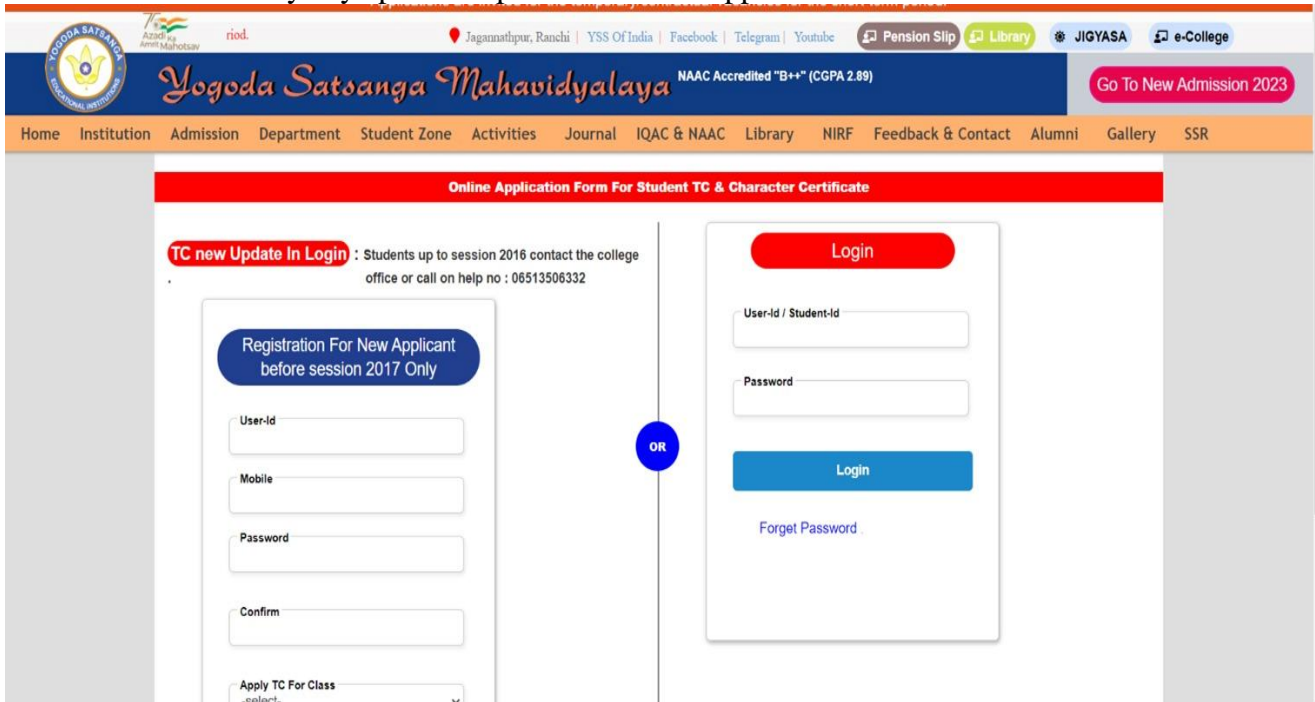 YOGODA SATSANGA
EDUCATIONAL INSTITUTIONS
Azadi Ka
Amrit Mahotsav
riod.
Jagannathpur, Ranchi | YSS Of India | Facebook | Telegram | Youtube
Pension Slip
Library
JIGYASA
e-College
Yogoda Satsanga Mahavidyalaya
NAAC Accredited "B++" (CGPA 2.89)
Go To New Admission 2023
Home Institution Admission Department Student Zone Activities Journal IQAC & NAAC Library NIRF Feedback & Contact Alumni Gallery SSR
Online Application Form For Student TC & Character Certificate
TC new Update In Login : Students up to session 2016 contact the college
. office or call on help no : 06513506332
Registration For New Applicant
before session 2017 Only
User-Id
Mobile
Password
Confirm
Apply TC For Class
-select-
OR
Login
User-Id / Student-Id
Password
Login
Forget Password .